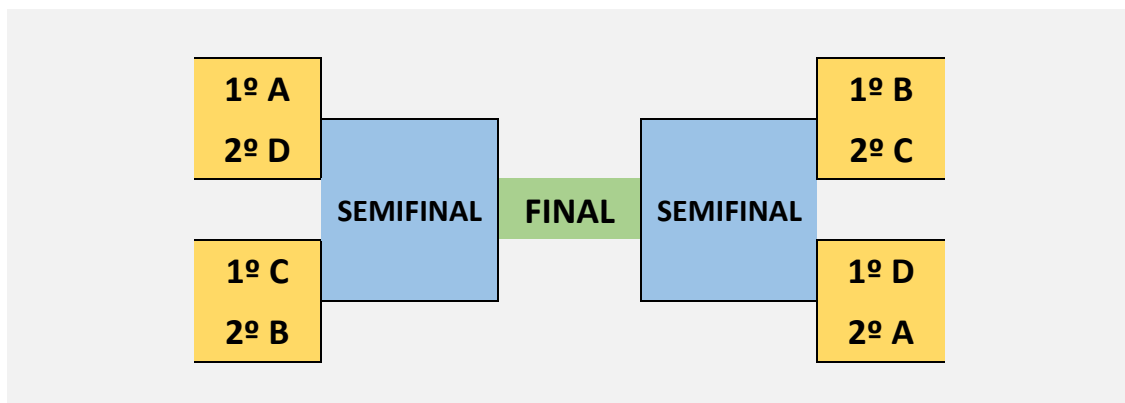 1º A
2º D
1º C
2º B
SEMIFINAL
FINAL
SEMIFINAL
1º B
2º C
1º D
2º A